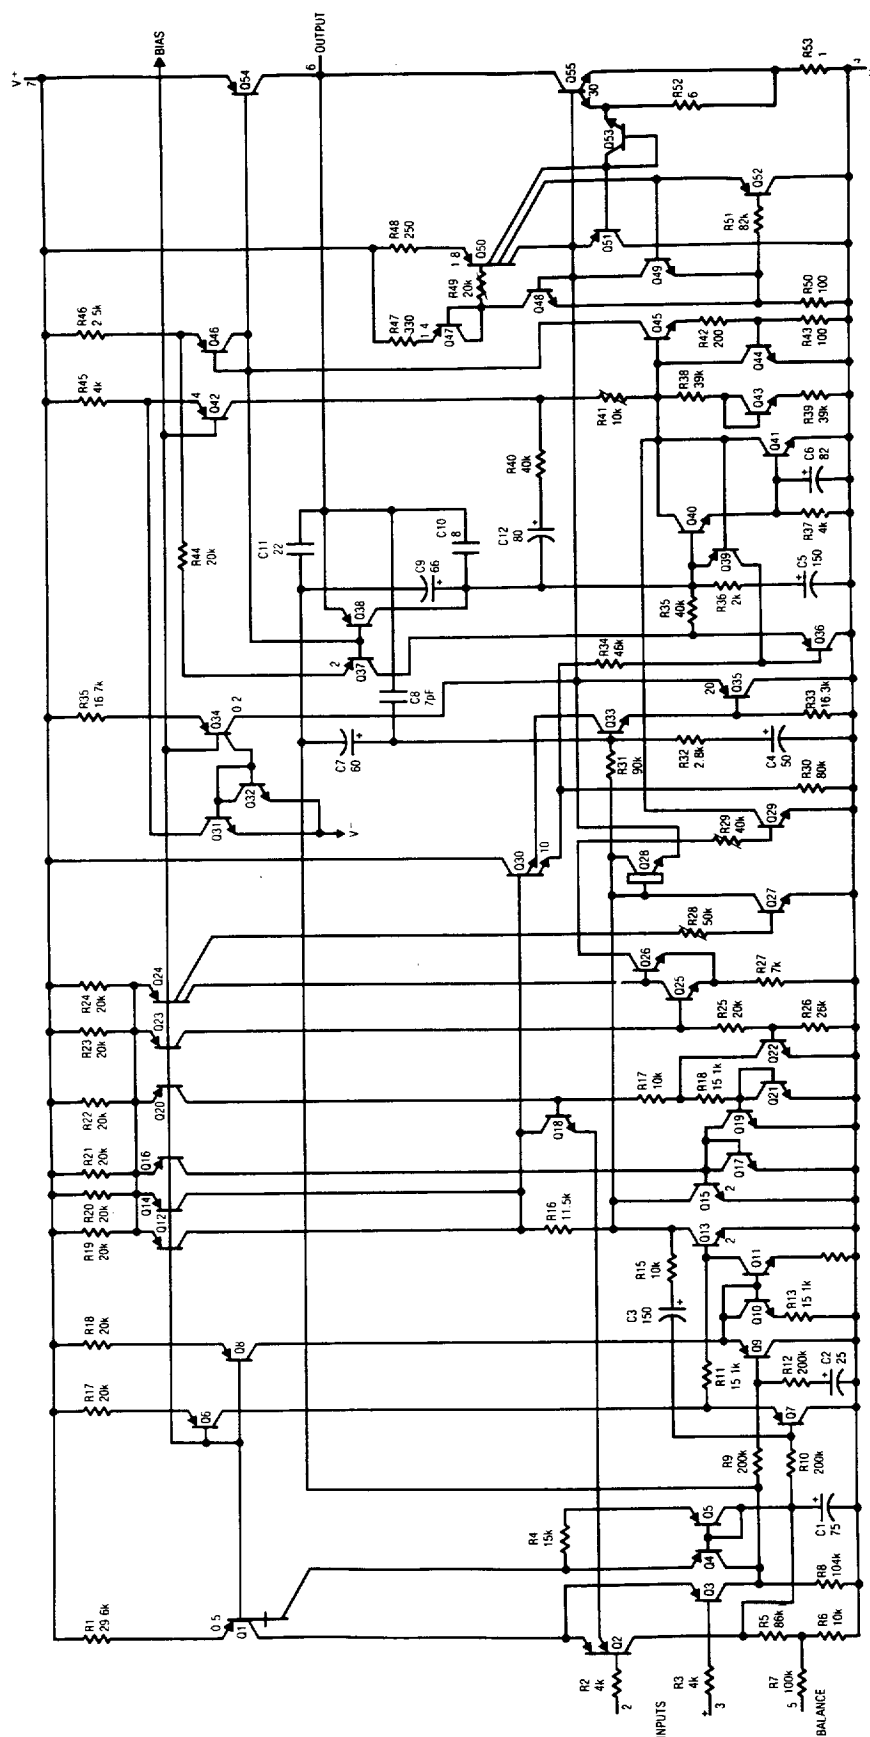 V+
7
BIAS
OUTPUT
6
R1
29.6k
R17
20k
R18
20k
R19
20k
R20
20k
R21
20k
R22
20k
R23
20k
R24
20k
R35
16.7k
R45
4k
R46
2.5k
R47
330
R48
250
R49
20k
R44
20k
0.5
Q1
Q6
Q8
Q12
Q14
Q16
Q20
Q23
Q24
Q31
Q32
Q34
0.2
V-
Q42
4
Q46
Q54
Q47
1.4
Q50
1.8
Q37
2
Q38
C7
60
C8
7pF
C9
66
C10
8
C11
22
C12
80
R40
40k
R41
10k
Q30
10
Q18
R16
11.5k
R15
10k
C3
150
R17
10k
R18
15.1k
Q26
Q25
R28
50k
Q28
R29
40k
R31
90k
Q33
R34
46k
R35
40k
Q40
Q39
R36
2k
C5
150
Q45
R42
200
R43
100
Q44
R38
39k
Q43
R39
39k
Q41
C6
82
R37
4k
Q48
Q49
Q51
R50
100
R51
82k
Q52
Q53
Q55
30
R52
6
R53
1
4
Q36
20
Q35
R33
16.3k
R32
2.8k
C4
50
R30
80k
Q29
Q27
R27
7k
R25
20k
R26
26k
Q22
Q21
Q19
Q17
Q15
2
Q13
2
Q11
Q10
R13
15.1k
Q9
R11
15.1k
R12
200k
C2
25
Q7
R9
200k
R10
200k
R4
15k
Q5
Q4
Q3
C1
75
R8
104k
R5
86k
R6
10k
R7
100k
Q2
R2
4k
2
INPUTS
R3
4k
+
3
5
BALANCE